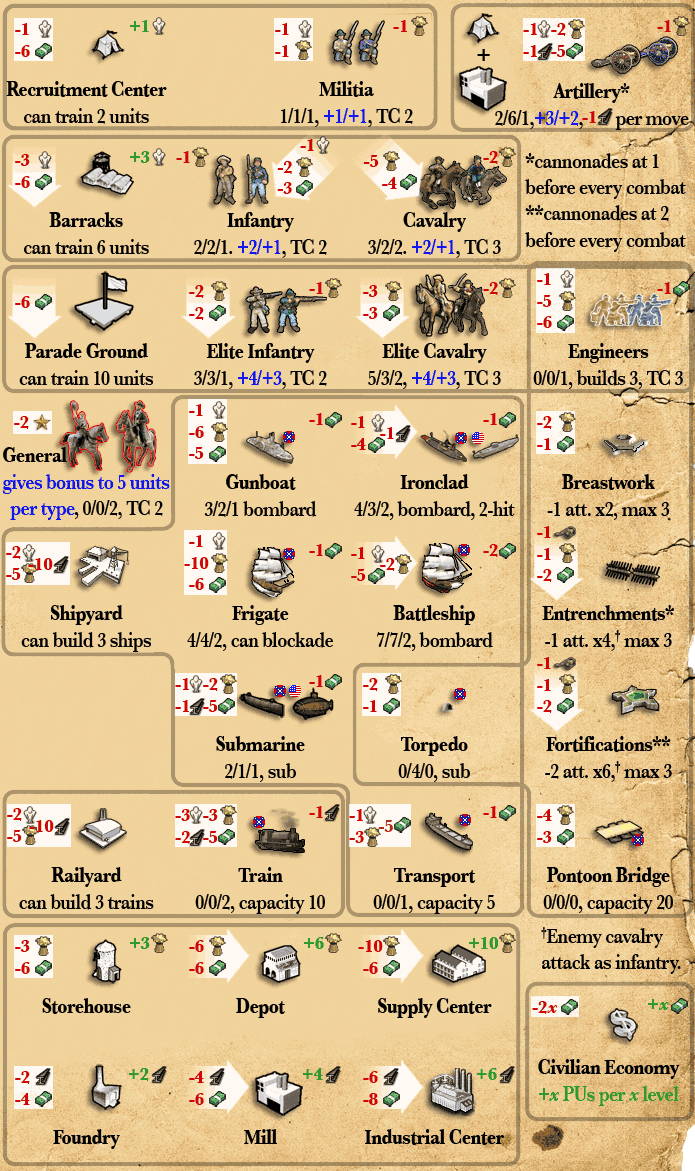 -1
-6
+1
Recruitment Center
can train 2 units
-1
-1
-1
Militia
1/1/1, +1/+1, TC 2
+
-1 -2
-1 -5
-1
Artillery*
2/6/1,+3/+2,-1 per move
-3
-6
+3
Barracks
can train 6 units
-1
-1
-2
-3
Infantry
2/2/1. +2/+1, TC 2
-5
-4
-2
Cavalry
3/2/2. +2/+1, TC 3
*cannonades at 1
before every combat
**cannonades at 2
before every combat
-6
Parade Ground
can train 10 units
-2
-2
-1
Elite Infantry
3/3/1, +4/+3, TC 2
-3
-3
-2
Elite Cavalry
5/3/2, +4/+3, TC 3
-1
-5
-6
-1
Engineers
0/0/1, builds 3, TC 3
-2
General
gives bonus to 5 units
per type, 0/0/2, TC 2
-1
-6
-5
-1
Gunboat
3/2/1 bombard
-1
-4
-1
-1
Ironclad
4/3/2, bombard, 2-hit
-2
-1
Breastwork
-1 att. x2, max 3
-2
-5
-10
Shipyard
can build 3 ships
-1
-10
-6
-1
Frigate
4/4/2, can blockade
-1
-5
-2
-2
Battleship
7/7/2, bombard
-1
-1
-2
Entrenchments*
-1 att. x4,† max 3
-1 -2
-1 -5
-1
Submarine
2/1/1, sub
-2
-1
Torpedo
0/4/0, sub
-1
-1
-2
Fortifications**
-2 att. x6,† max 3
-2
-5
10
Railyard
can build 3 trains
-3 -3
-2 -5
-1
Train
0/0/2, capacity 10
-1
-3
-5
-1
Transport
0/0/1, capacity 5
-4
-3
Pontoon Bridge
0/0/0, capacity 20
-3
-6
+3
Storehouse
-6
-6
+6
Depot
-10
-6
+10
Supply Center
†Enemy cavalry
attack as infantry.
-2
-4
+2
Foundry
-4
-6
+4
Mill
-6
-8
+6
Industrial Center
-2x
+x
$
Civilian Economy
+x PUs per x level